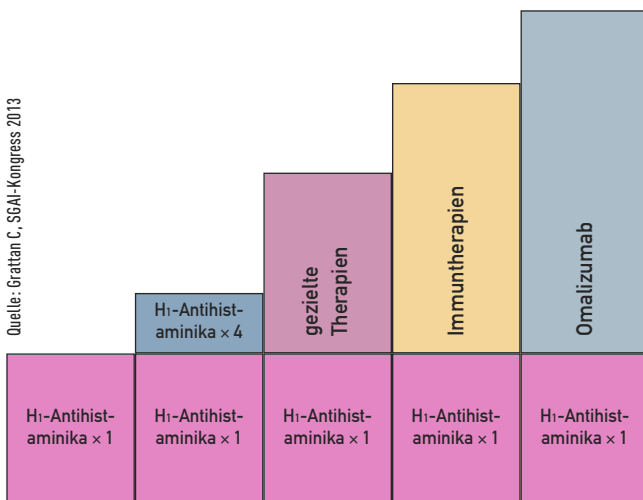 Quelle: Grattan C, SGAI-Kongress 2013
H1-Antihist-
aminika × 4
gezielte
Therapien
Immuntherapien
Omalizumab
H1-Antihist-
aminika × 1
H1-Antihist-
aminika × 1
H1-Antihist-
aminika × 1
H1-Antihist-
aminika × 1
H1-Antihist-
aminika × 1